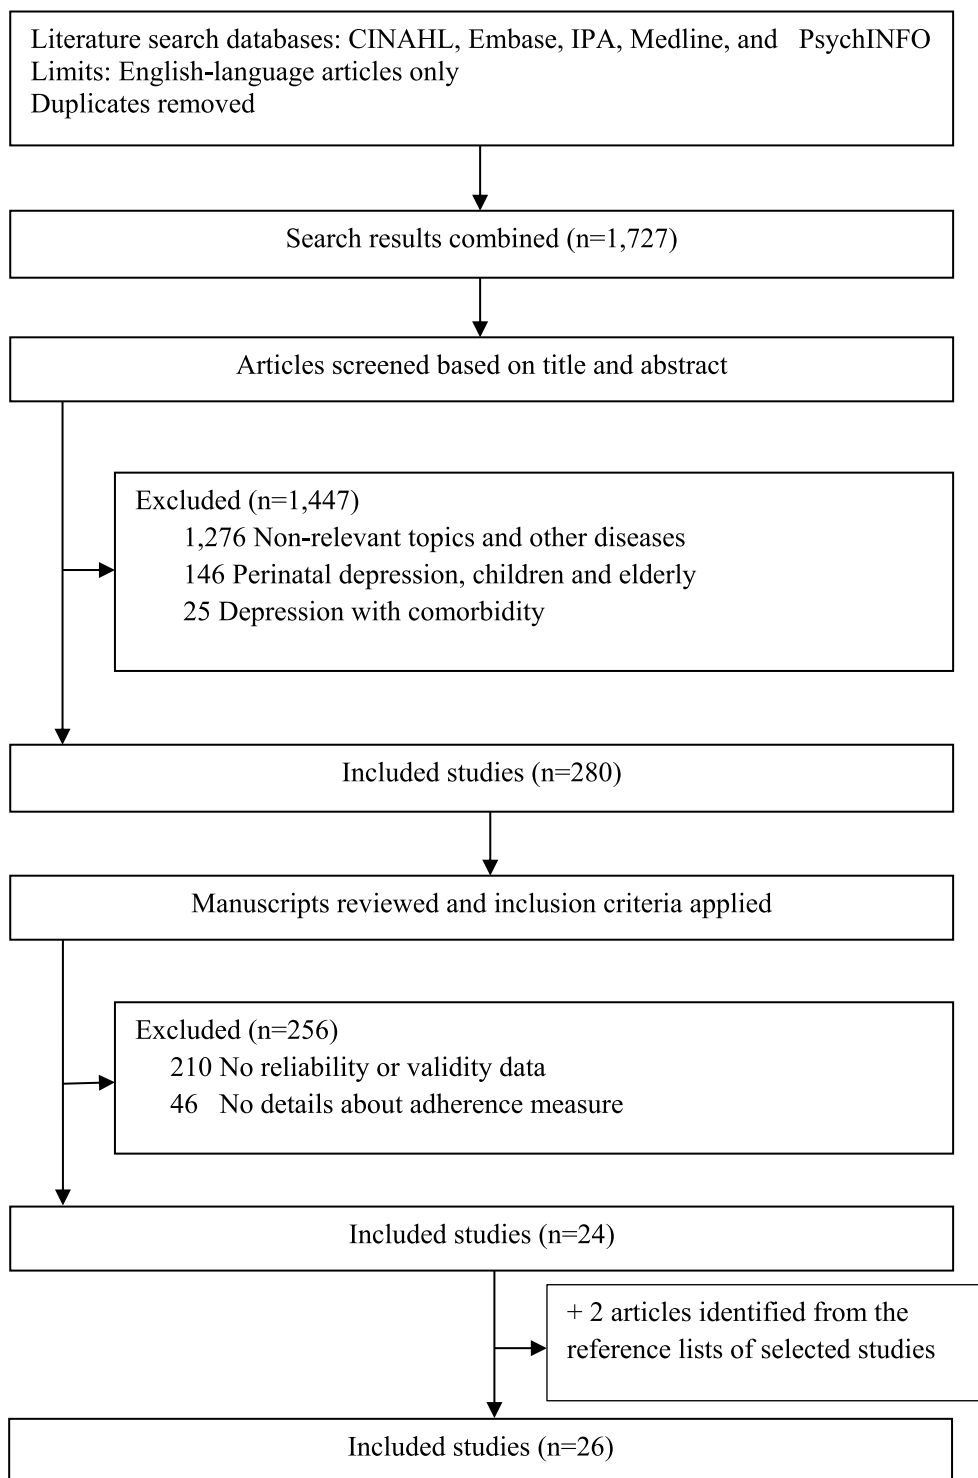 Literature search databases: CINAHL, Embase, IPA, Medline, and PsychINFO
Limits: English-language articles only
Duplicates removed
Search results combined (n=1,727)
Articles screened based on title and abstract
Excluded (n=1,447)
1,276 Non-relevant topics and other diseases
146 Perinatal depression, children and elderly
25 Depression with comorbidity
Included studies (n=280)
Manuscripts reviewed and inclusion criteria applied
Excluded (n=256)
210 No reliability or validity data
46 No details about adherence measure
Included studies (n=24)
+ 2 articles identified from the
reference lists of selected studies
Included studies (n=26)